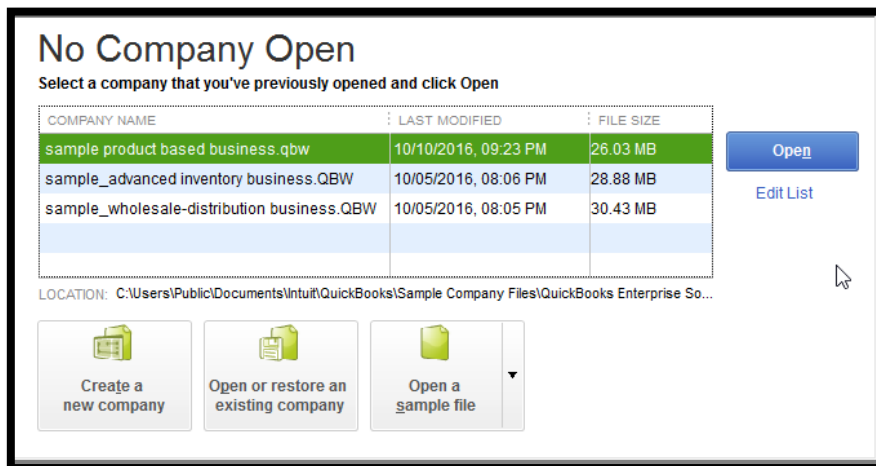 No Company Open
Select a company that you've previously opened and click Open
COMPANY NAME LAST MODIFIED FILE SIZE
sample product based business.qbw 10/10/2016, 09:23 PM 26.03 MB
Open
sample_advanced inventory business.QBW 10/05/2016, 08:06 PM 28.88 MB
Edit List
sample_wholesale-distribution business.QBW 10/05/2016, 08:05 PM 30.43 MB
LOCATION: C:\Users\Public\Documents\Intuit\QuickBooks\Sample Company Files\QuickBooks Enterprise So...
Create a
new company
Open or restore an
existing company
Open a
sample file